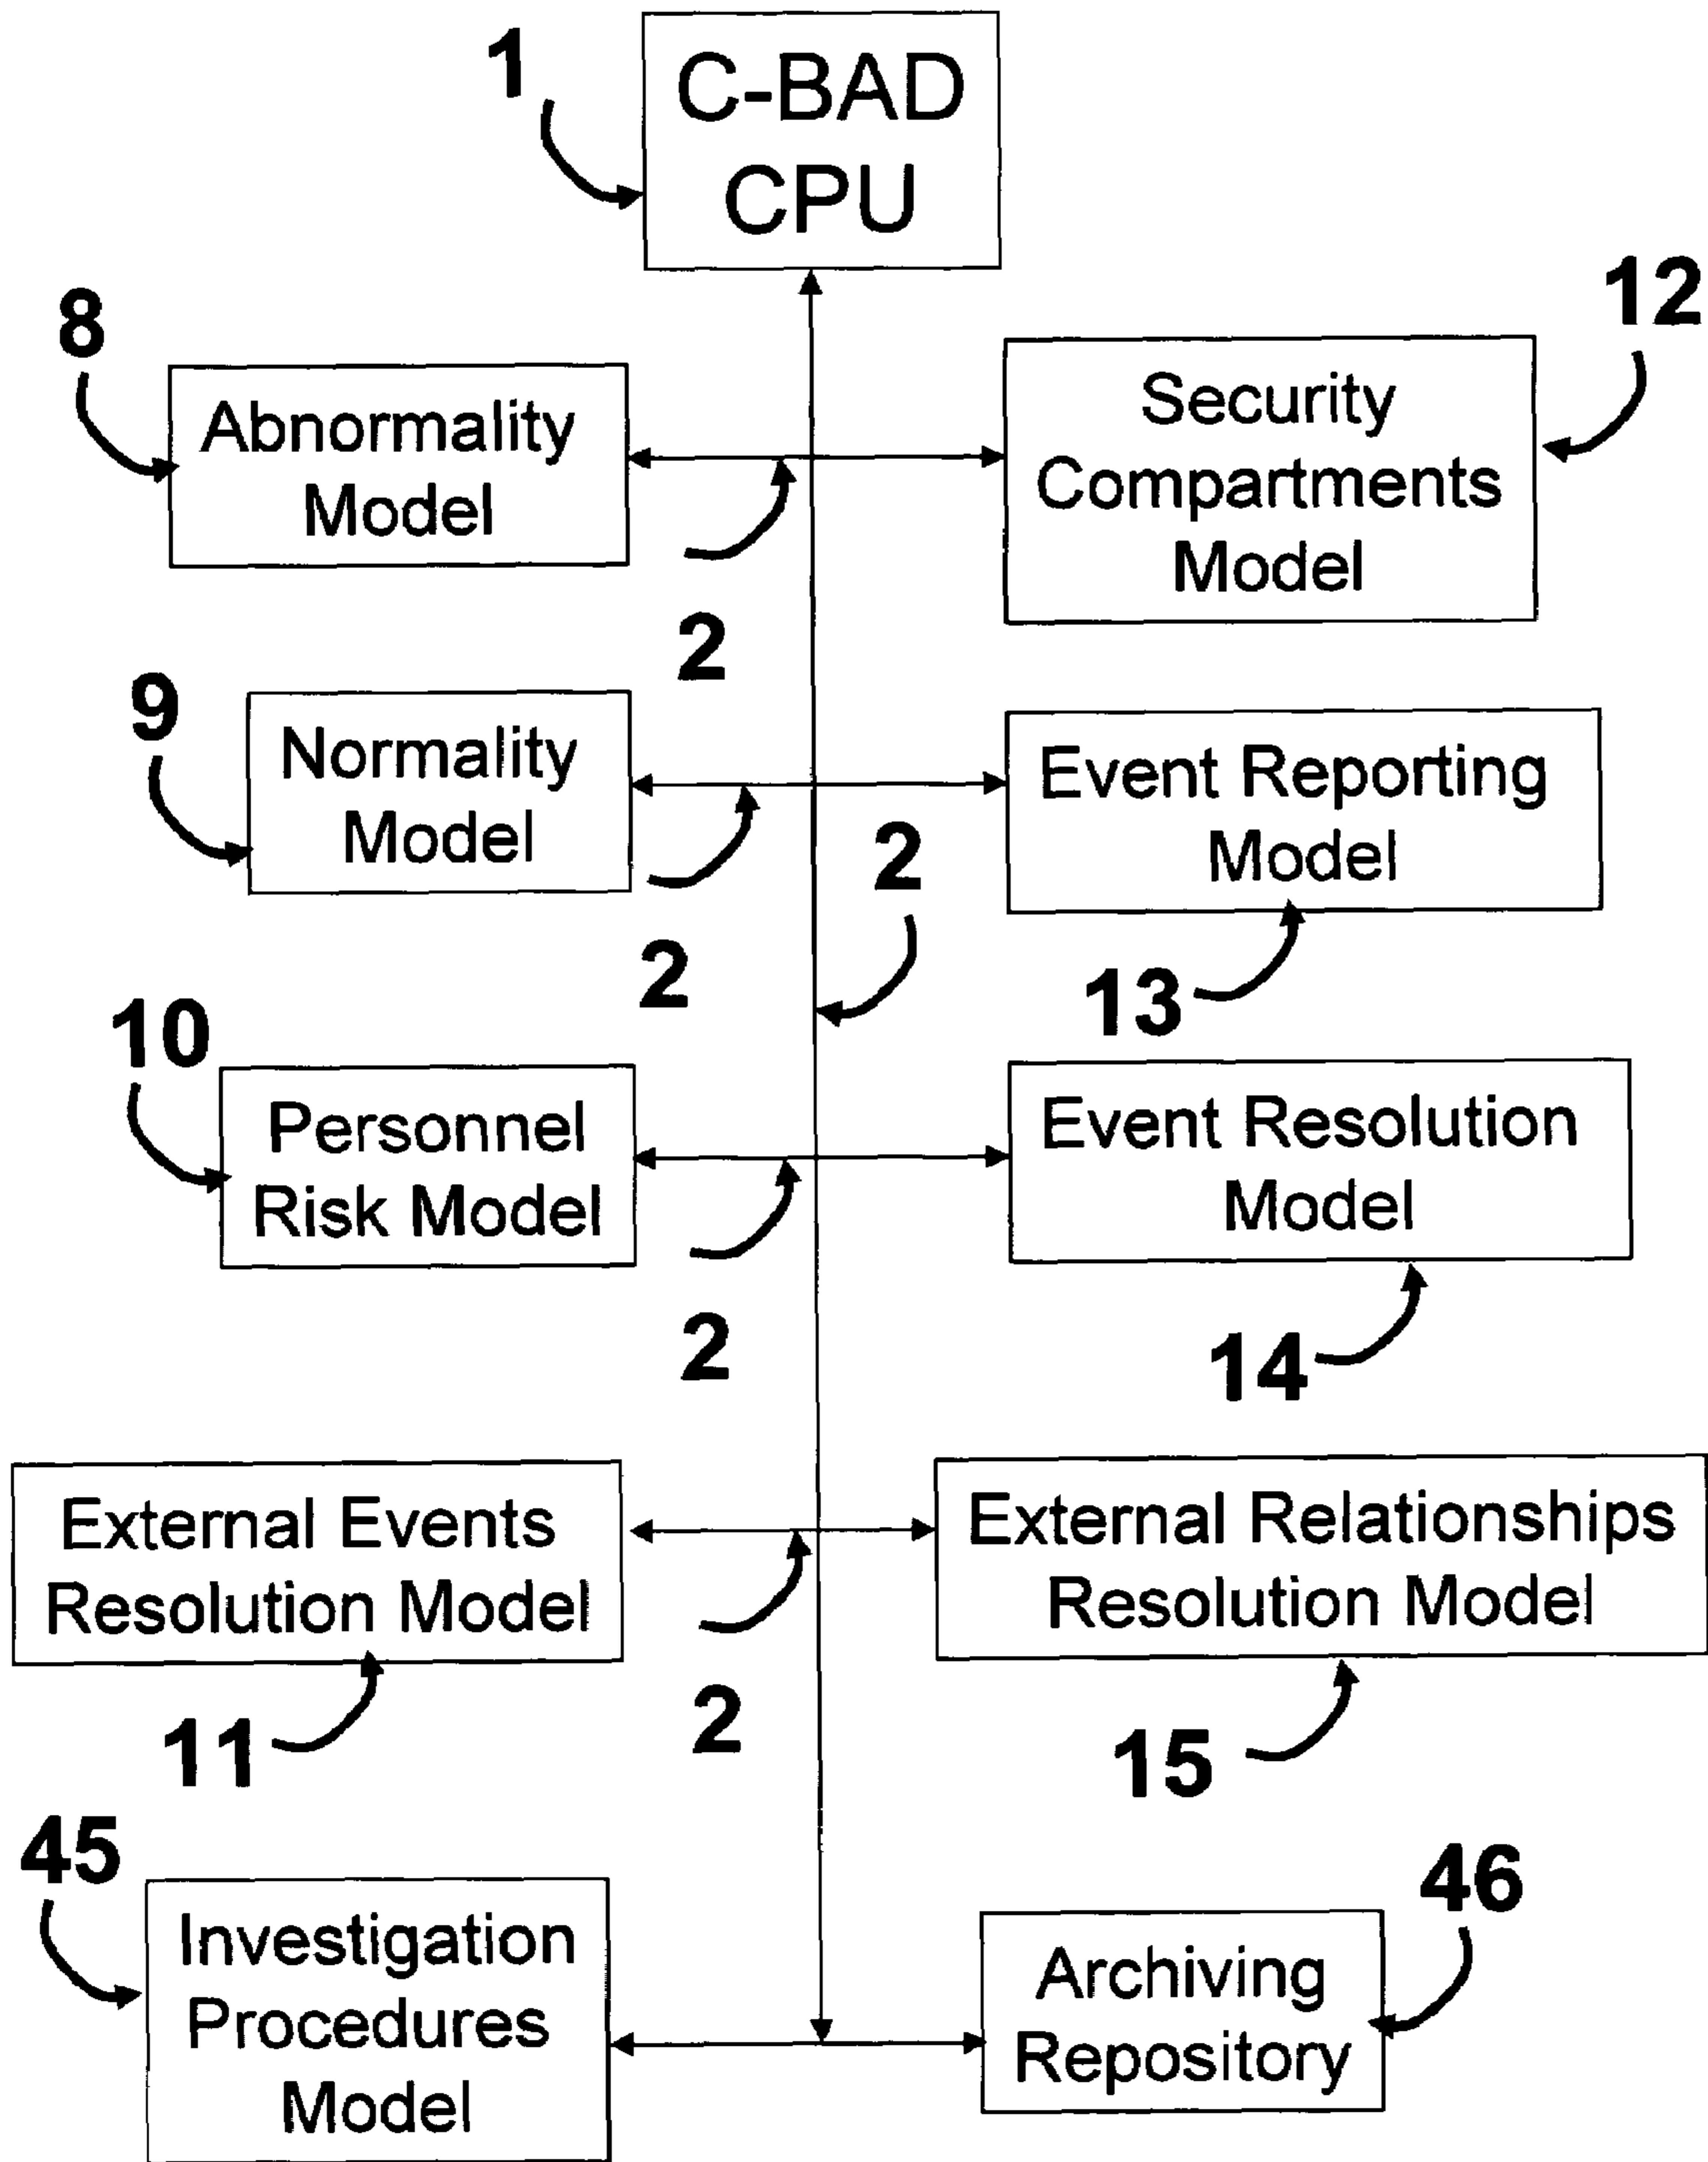 1
C-BAD
CPU
8
12
Abnormality
Model
Security
Compartments
Model
2
9
Normality
Model
Event Reporting
Model
2
2
13
10
Personnel
Risk Model
Event Resolution
Model
2
14
External Events
Resolution Model
External Relationships
Resolution Model
2
11
15
45
46
Investigation
Procedures
Model
Archiving
Repository